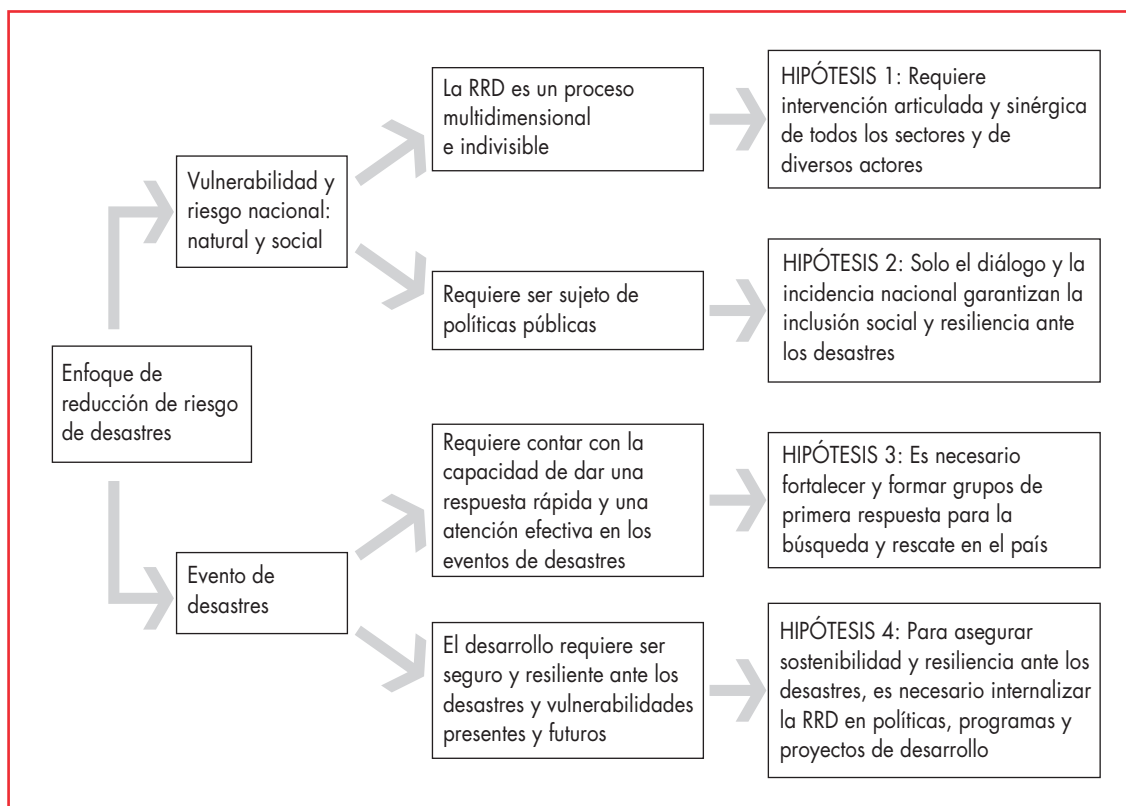 Enfoque de
reducción de riesgo
de desastres
Vulnerabilidad y
riesgo nacional:
natural y social
La RRD es un proceso
multidimensional
e indivisible
HIPÓTESIS 1: Requiere
intervención articulada y sinérgica
de todos los sectores y de
diversos actores
Requiere ser sujeto de
políticas públicas
HIPÓTESIS 2: Solo el diálogo y la
incidencia nacional garantizan la
inclusión social y resiliencia ante
los desastres
Evento de
desastres
Requiere contar con la
capacidad de dar una
respuesta rápida y una
atención efectiva en los
eventos de desastres
HIPÓTESIS 3: Es necesario
fortalecer y formar grupos de
primera respuesta para la
búsqueda y rescate en el país
El desarrollo requiere ser
seguro y resiliente ante los
desastres y vulnerabilidades
presentes y futuros
HIPÓTESIS 4: Para asegurar
sostenibilidad y resiliencia ante los
desastres, es necesario internalizar
la RRD en políticas, programas y
proyectos de desarrollo